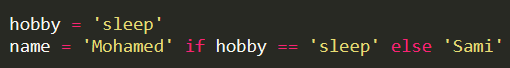 hobby = 'sleep'
name = 'Mohamed' if hobby == 'sleep' else 'Sami'